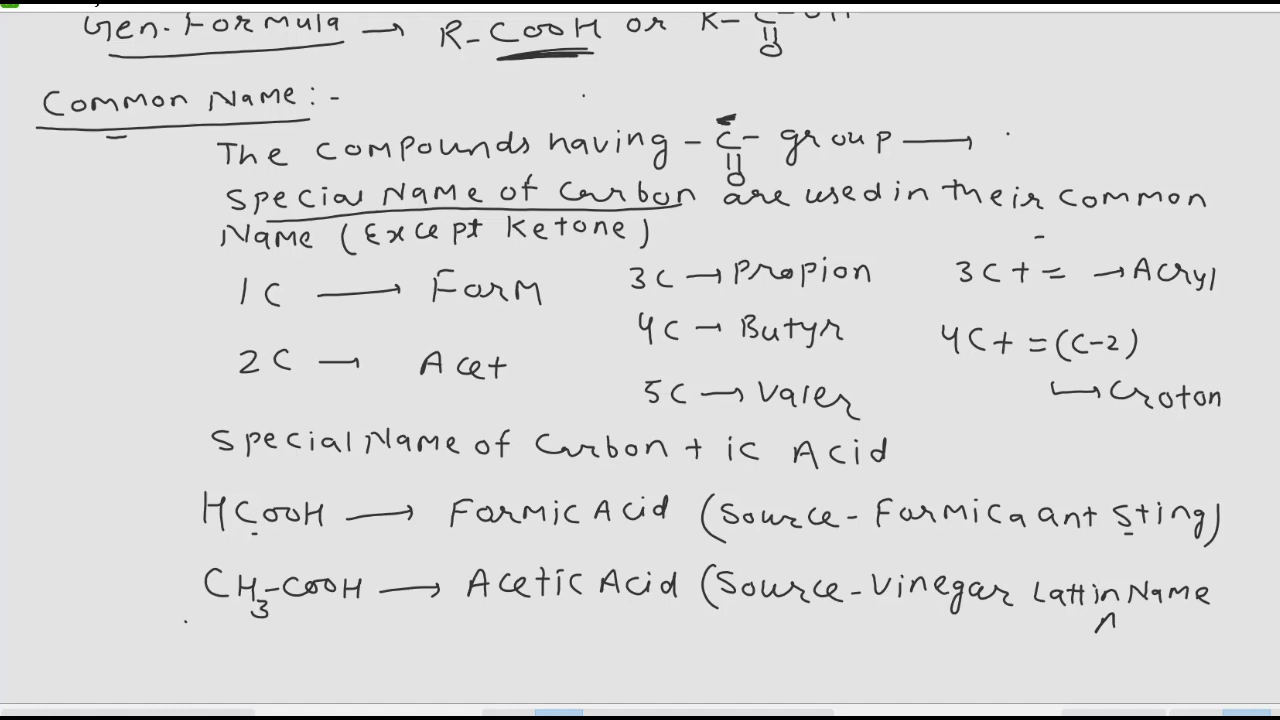 Gen. Formula → R-COOH or R-C-OH
||
O
Common Name:-
The compounds having -C- group →
||
O
Special Name of Carbon are used in their common
Name (Except Ketone)
1C → Form 3C → Propion 3C + = → Acryl
2C → Acet 4C → Butyr 4C + = (C-2)
5C → Valer ↳ Croton
Special Name of Carbon + ic Acid
HCOOH → Formic Acid (Source - Formica ant sting)
CH3-COOH → Acetic Acid (Source - Vinegar Lattin Name